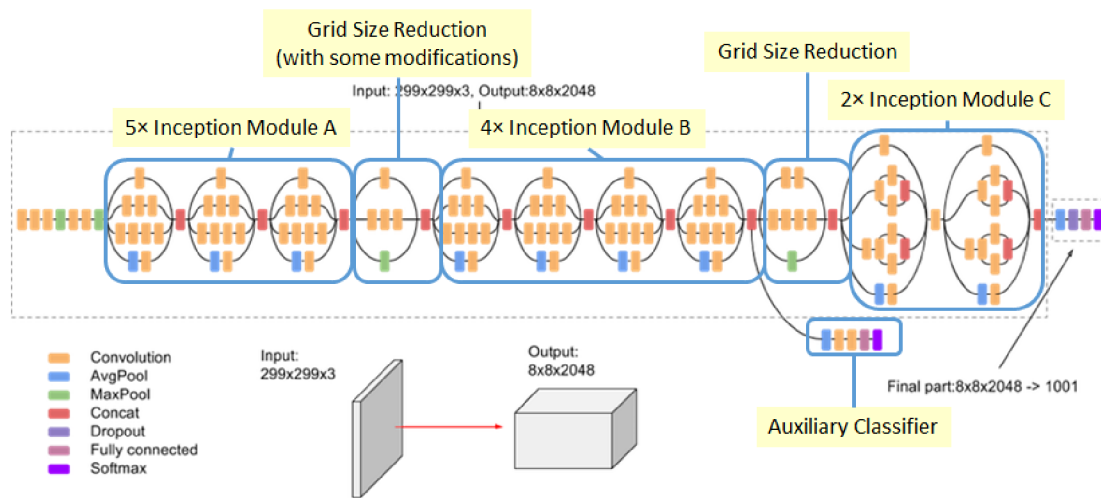 Grid Size Reduction
(with some modifications)
Grid Size Reduction
Input: 299x299x3, Output:8x8x2048
2× Inception Module C
5× Inception Module A
4× Inception Module B
Convolution
AvgPool
MaxPool
Concat
Dropout
Fully connected
Softmax
Input:
299x299x3
Output:
8x8x2048
Final part:8x8x2048 -> 1001
Auxiliary Classifier